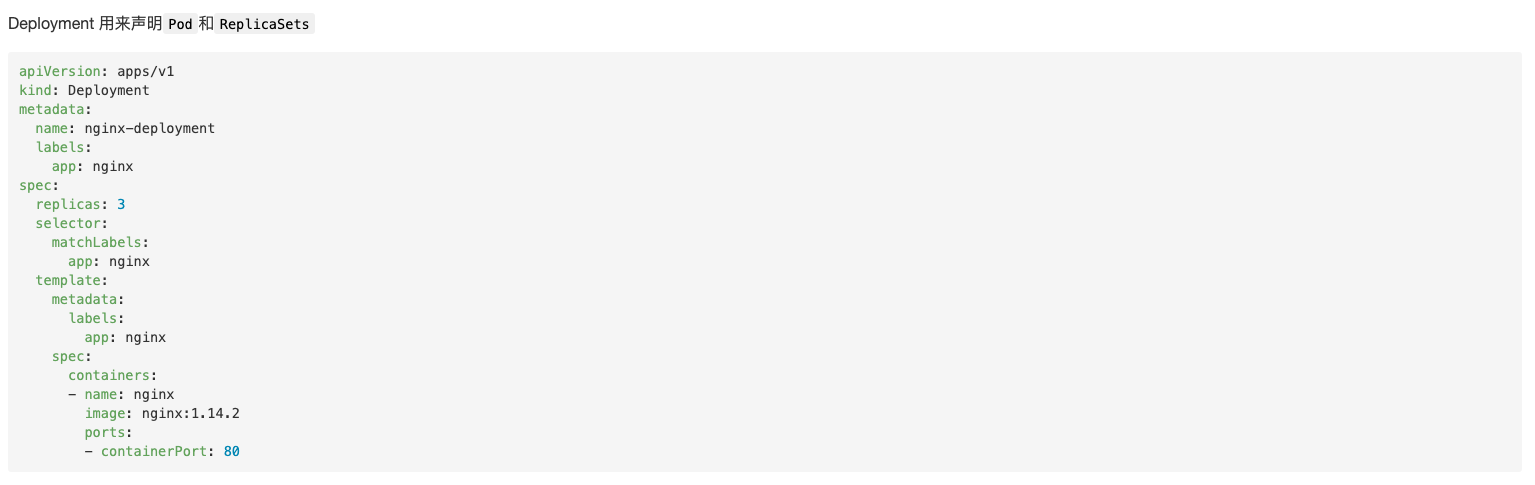 Deployment 用来声明 Pod 和 ReplicaSets
apiVersion: apps/v1
kind: Deployment
metadata:
  name: nginx-deployment
  labels:
    app: nginx
spec:
  replicas: 3
  selector:
    matchLabels:
      app: nginx
  template:
    metadata:
      labels:
        app: nginx
    spec:
      containers:
      - name: nginx
        image: nginx:1.14.2
        ports:
        - containerPort: 80